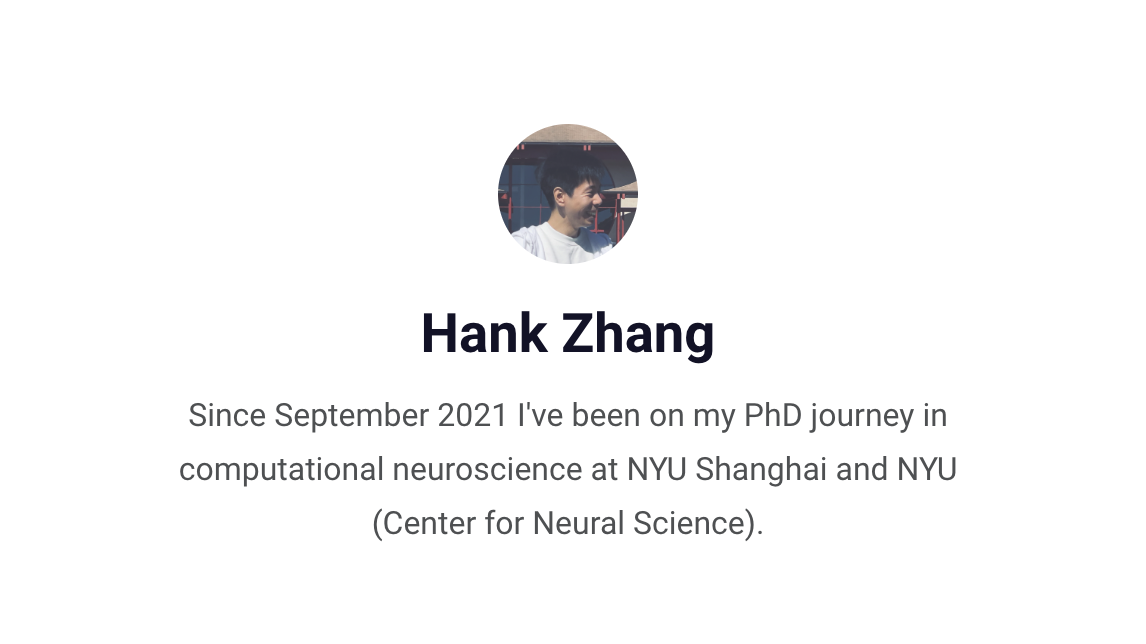 Hank Zhang
Since September 2021 I've been on my PhD journey in
computational neuroscience at NYU Shanghai and NYU
(Center for Neural Science).